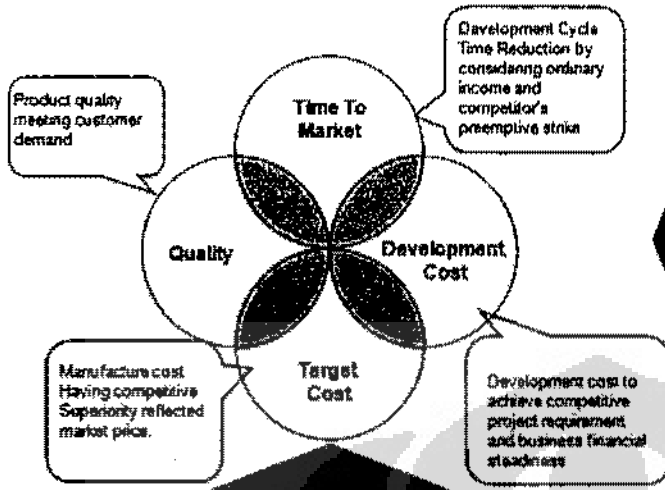 Development Cycle
Time Reduction by
considering ordinary
income and
competitor's
preemptive strike
Product quality
meeting customer
demand
Time To
Market
Quality
Development
Cost
Target
Cost
Manufacture cost
Having competitive
Superiority reflected
market price.
Development cost to
achieve competitive
project requirement
and business financial
steadiness